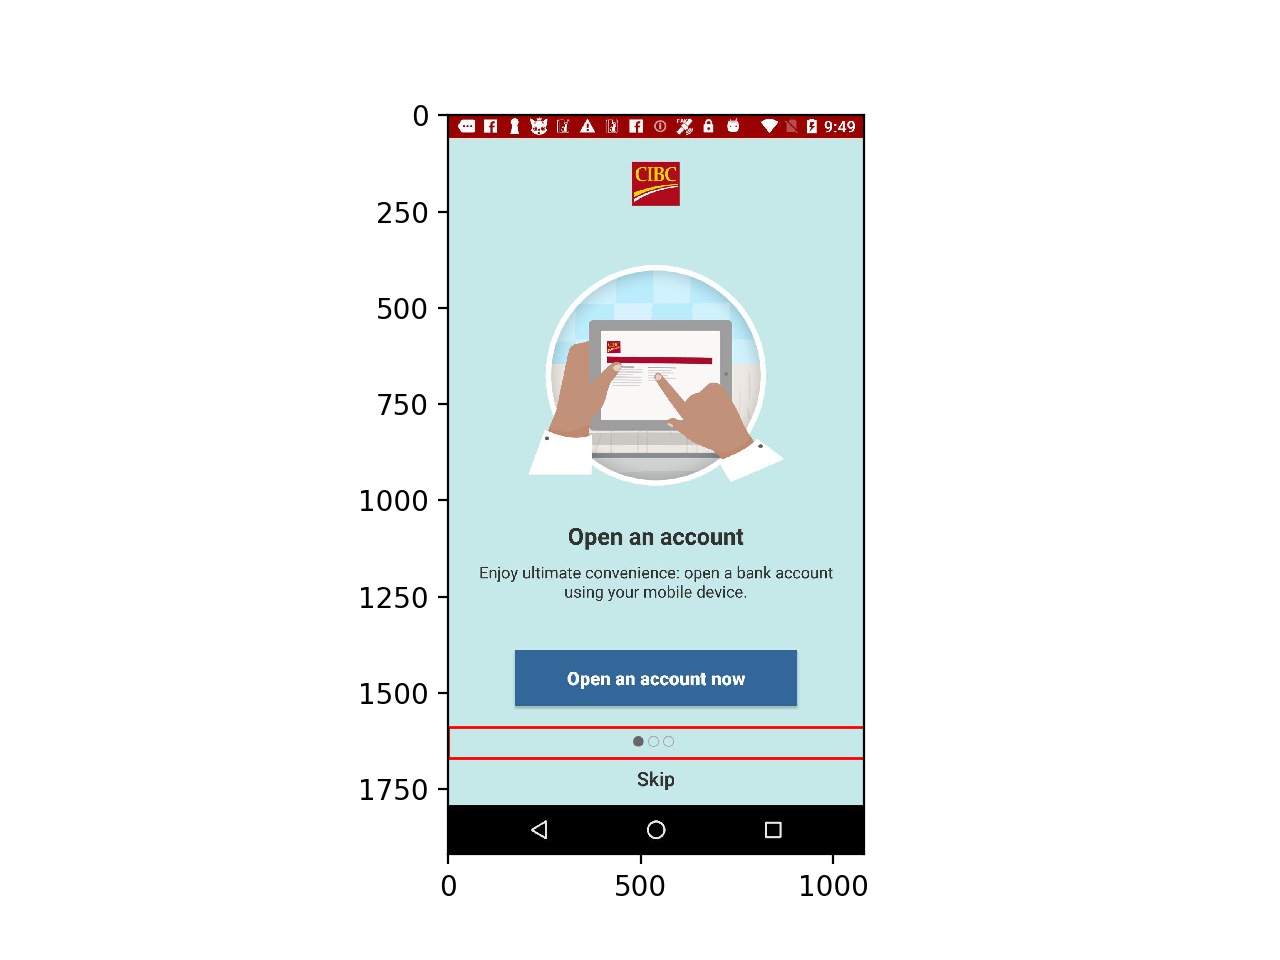 0
250
500
750
1000
1250
1500
1750
0 500 1000
9:49
CIBC
CIBC
Open an account
Enjoy ultimate convenience: open a bank account
using your mobile device.
Open an account now
Skip